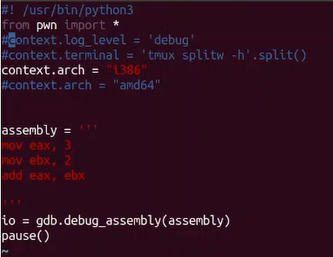 #! /usr/bin/python3
from pwn import *
#context.log_level = 'debug'
#context.terminal = 'tmux splitw -h'.split()
context.arch = "i386"
#context.arch = "amd64"
assembly = '''
mov eax, 3
mov ebx, 2
add eax, ebx
'''
io = gdb.debug_assembly(assembly)
pause()
~